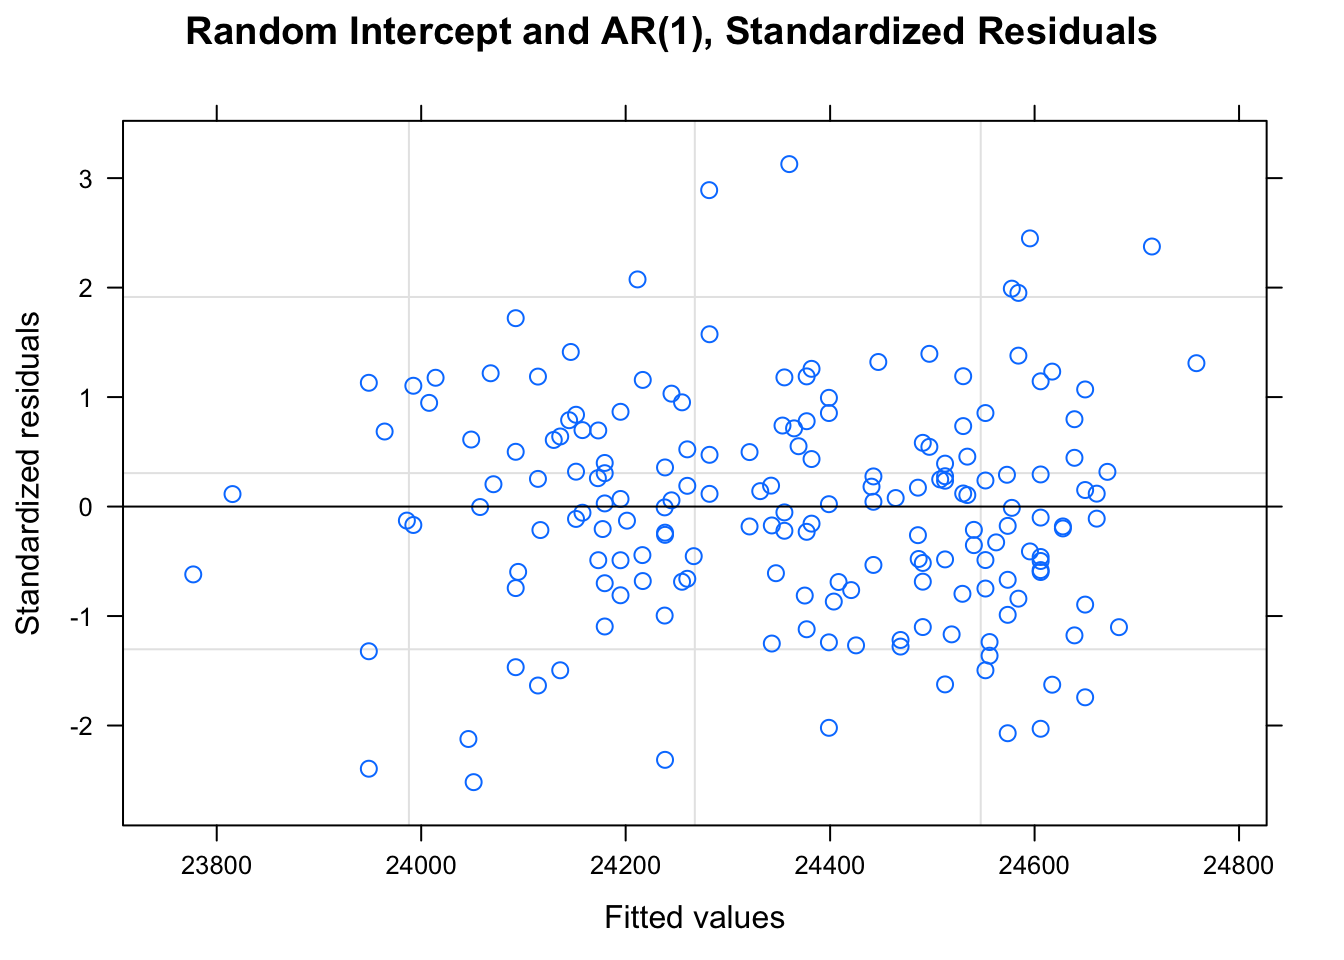 Random Intercept and AR(1), Standardized Residuals
Standardized residuals
3
2
1
0
-1
-2
23800 24000 24200 24400 24600 24800
Fitted values